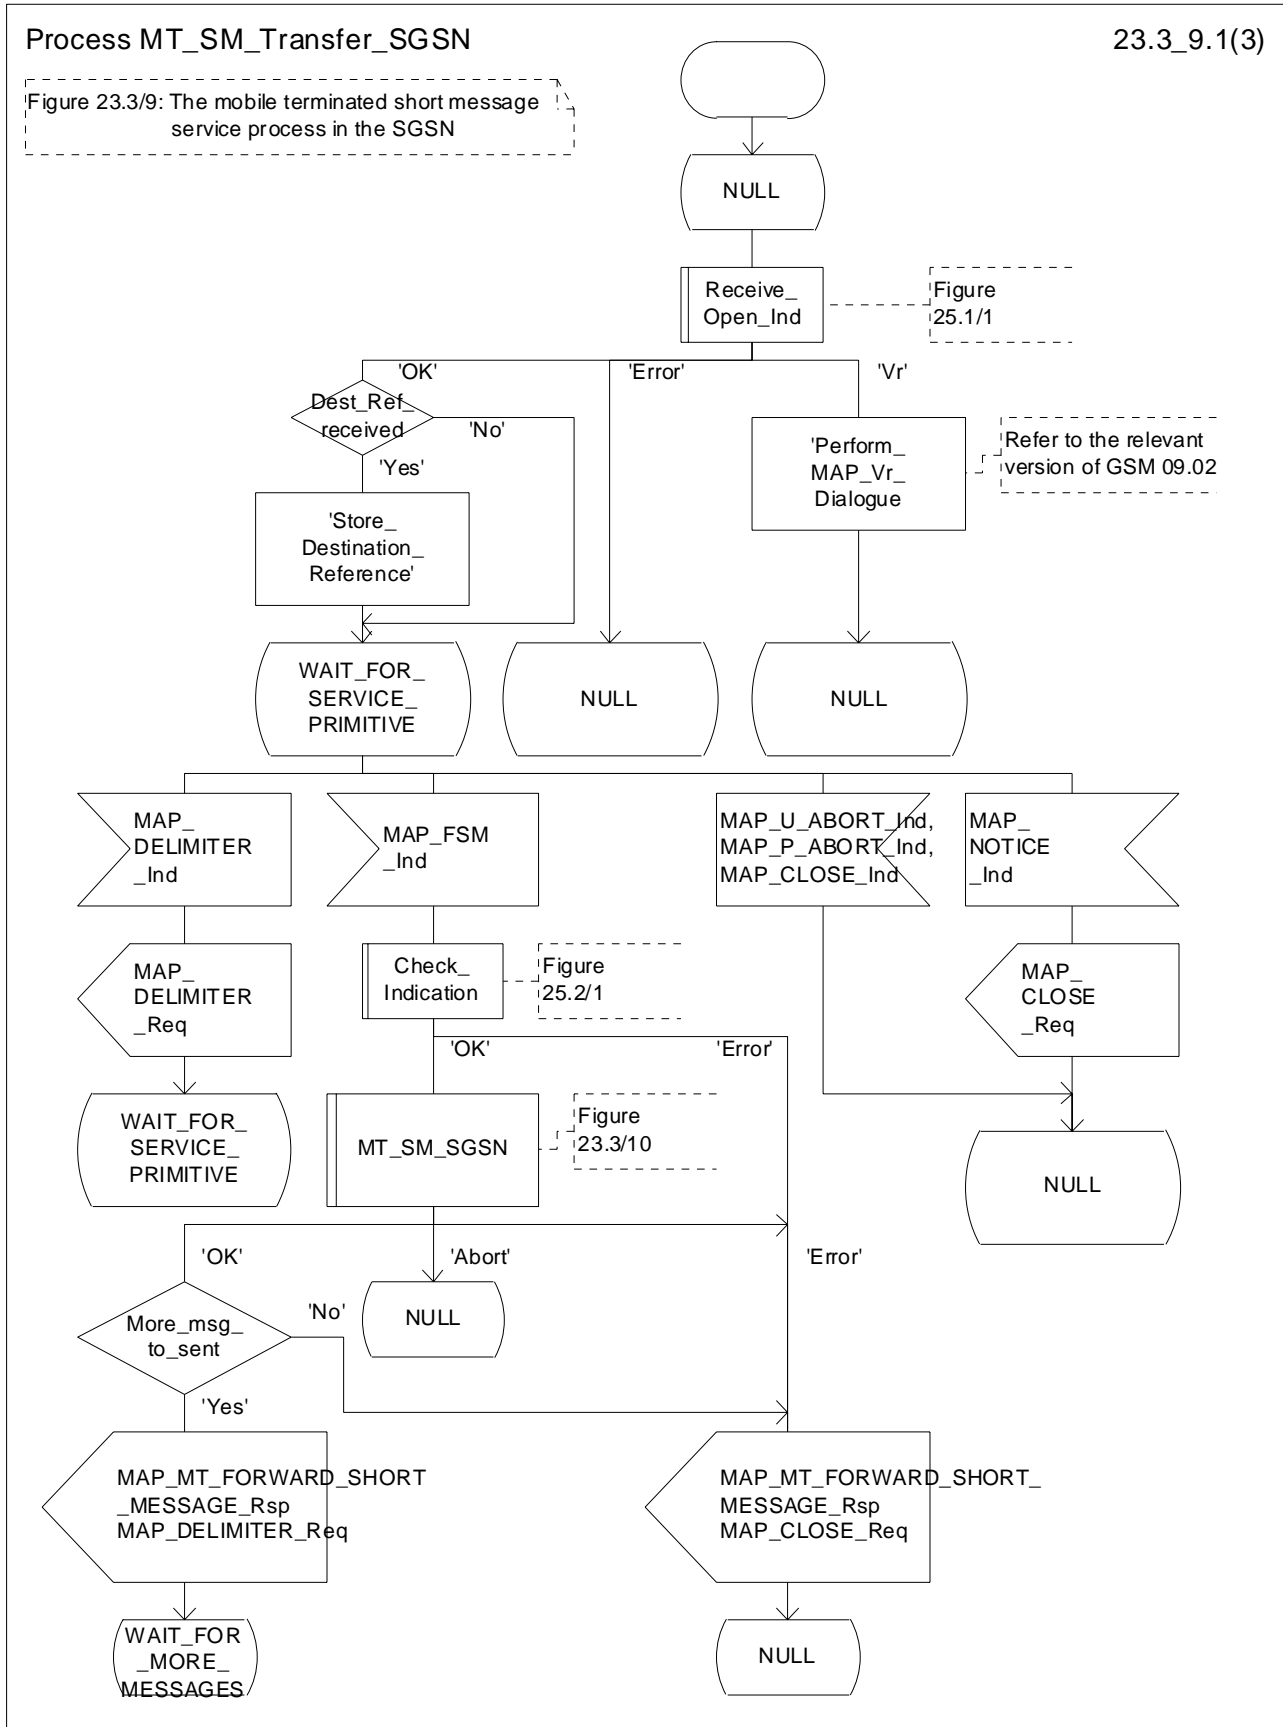 Process MT_SM_Transfer_SGSN
23.3_9.1(3)
Figure 23.3/9: The mobile terminated short message
service process in the SGSN
NULL
Receive_
Open_Ind
Figure
25.1/1
'OK'
'Error'
'Vr'
Dest_Ref_
received
'No'
'Yes'
'Perform_
MAP_Vr_
Dialogue
Refer to the relevant
version of GSM 09.02
'Store_
Destination_
Reference'
WAIT_FOR_
SERVICE_
PRIMITIVE
NULL
NULL
MAP_
DELIMITER
_Ind
MAP_FSM
_Ind
MAP_U_ABORT_Ind,
MAP_P_ABORT_Ind,
MAP_CLOSE_Ind
MAP_
NOTICE
_Ind
MAP_
DELIMITER
_Req
Check_
Indication
Figure
25.2/1
MAP_
CLOSE
_Req
'OK'
'Error'
WAIT_FOR_
SERVICE_
PRIMITIVE
MT_SM_SGSN
Figure
23.3/10
NULL
'OK'
'Abort'
'Error'
More_msg_
to_sent
'No'
NULL
'Yes'
MAP_MT_FORWARD_SHORT
_MESSAGE_Rsp
MAP_DELIMITER_Req
MAP_MT_FORWARD_SHORT_
MESSAGE_Rsp
MAP_CLOSE_Req
WAIT_FOR
_MORE_
MESSAGES
NULL